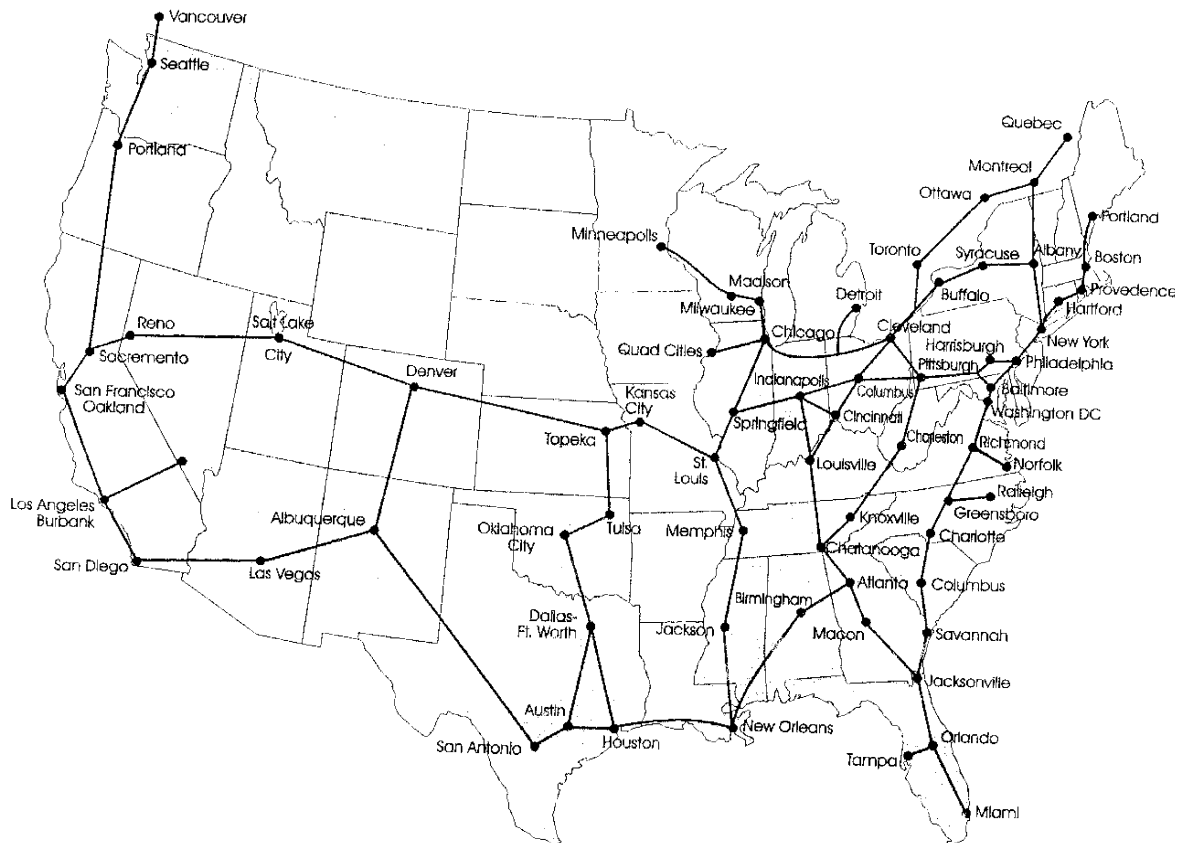 Vancouver
Seattle
Portland
Quebec
Montreal
Ottawa
Portland
Minneapolis
Toronto
Syracuse
Albany
Boston
Madison
Detroit
Buffalo
Provedence
Milwaukee
Hartford
Reno
Salt Lake
City
Chicago
Cleveland
New York
Sacremento
Quad Cities
Harrisburgh
Pittsburgh
Philadelphia
Denver
Indianapolis
Columbus
Baltimore
San Francisco
Oakland
Kansas
City
Washington DC
Topeka
Springfield
Cincinnati
Charleston
Richmond
St.
Louis
Louisville
Norfolk
Los Angeles
Burbank
Raleigh
Greensboro
Albuquerque
Oklahoma
City
Tulsa
Memphis
Knoxville
Charlotte
Chatanooga
San Diego
Las Vegas
Atlanta
Columbus
Birmingham
Dallas-
Ft. Worth
Jackson
Macon
Savannah
Jacksonville
Austin
San Antonio
Houston
New Orleans
Orlando
Tampa
Miami